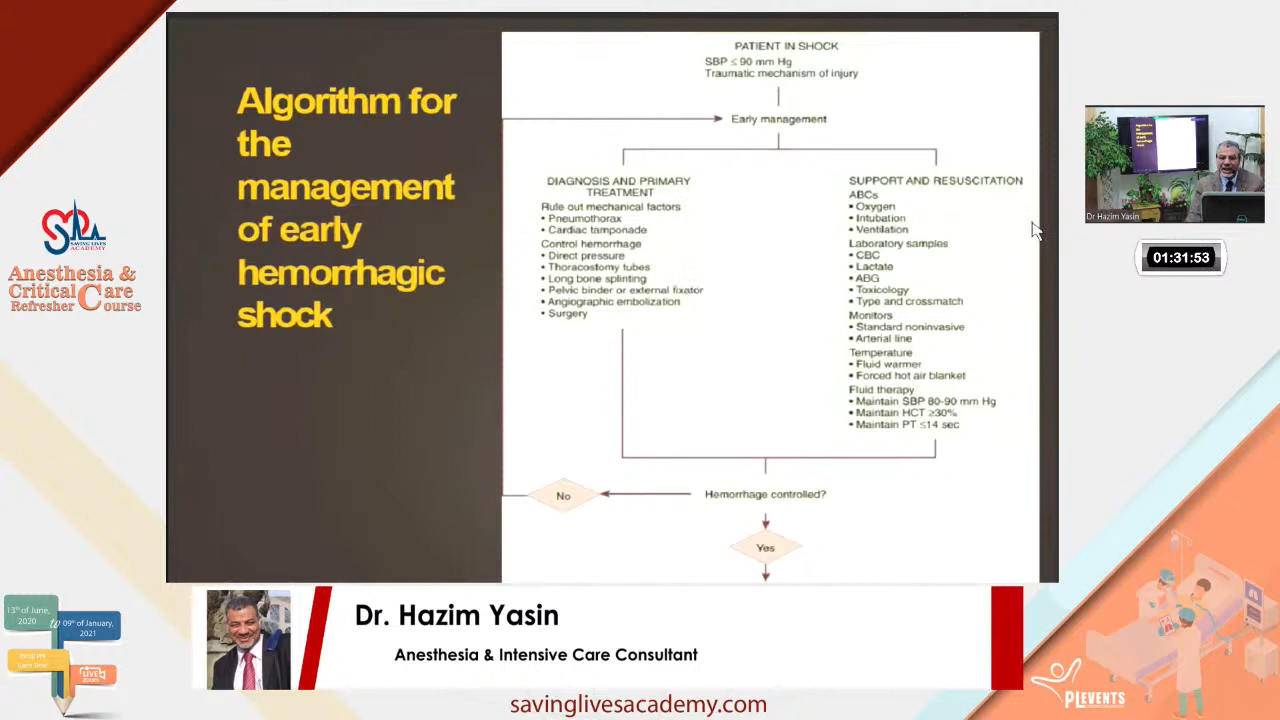 Algorithm for
the
management
of early
hemorrhagic
shock
PATIENT IN SHOCK
SBP ≤ 90 mm Hg
Traumatic mechanism of injury
Early management
DIAGNOSIS AND PRIMARY
TREATMENT
Rule out mechanical factors
• Pneumothorax
• Cardiac tamponade
Control hemorrhage
• Direct pressure
• Thoracostomy tubes
• Long bone splinting
• Pelvic binder or external fixator
• Angiographic embolization
• Surgery
SUPPORT AND RESUSCITATION
ABCs
• Oxygen
• Intubation
• Ventilation
Laboratory samples
• CBC
• Lactate
• ABG
• Toxicology
• Type and crossmatch
Monitors
• Standard noninvasive
• Arterial line
Temperature
• Fluid warmer
• Forced hot air blanket
Fluid therapy
• Maintain SBP 80-90 mm Hg
• Maintain HCT ≥30%
• Maintain PT ≤14 sec
Hemorrhage controlled?
No
Yes
SAVING LIVES
ACADEMY
Anesthesia &
Critical Care
Refresher Course
Dr Hazim Yasin
01:31:53
13th of June,
2020
to
09th of January,
2021
LIVE
Dr. Hazim Yasin
Anesthesia & Intensive Care Consultant
savinglivesacademy.com
PLEVENTS